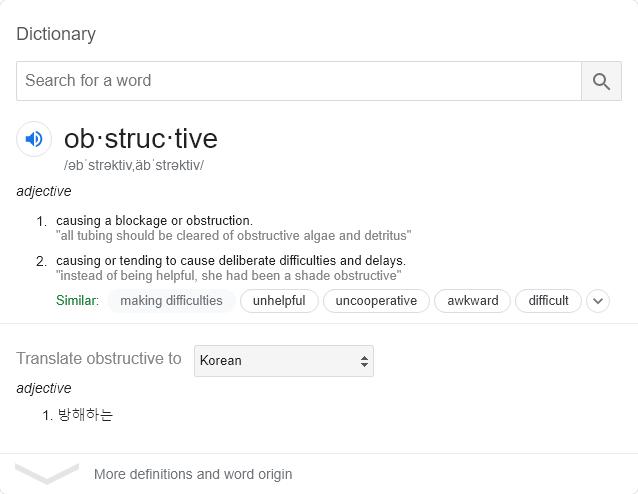 Dictionary
Search for a word
ob·struc·tive
/əbˈstrəktiv,äbˈstrəktiv/
adjective
1. causing a blockage or obstruction.
"all tubing should be cleared of obstructive algae and detritus"
2. causing or tending to cause deliberate difficulties and delays.
"instead of being helpful, she had been a shade obstructive"
Similar: making difficulties unhelpful uncooperative awkward difficult
Translate obstructive to Korean
adjective
1. 방해하는
More definitions and word origin